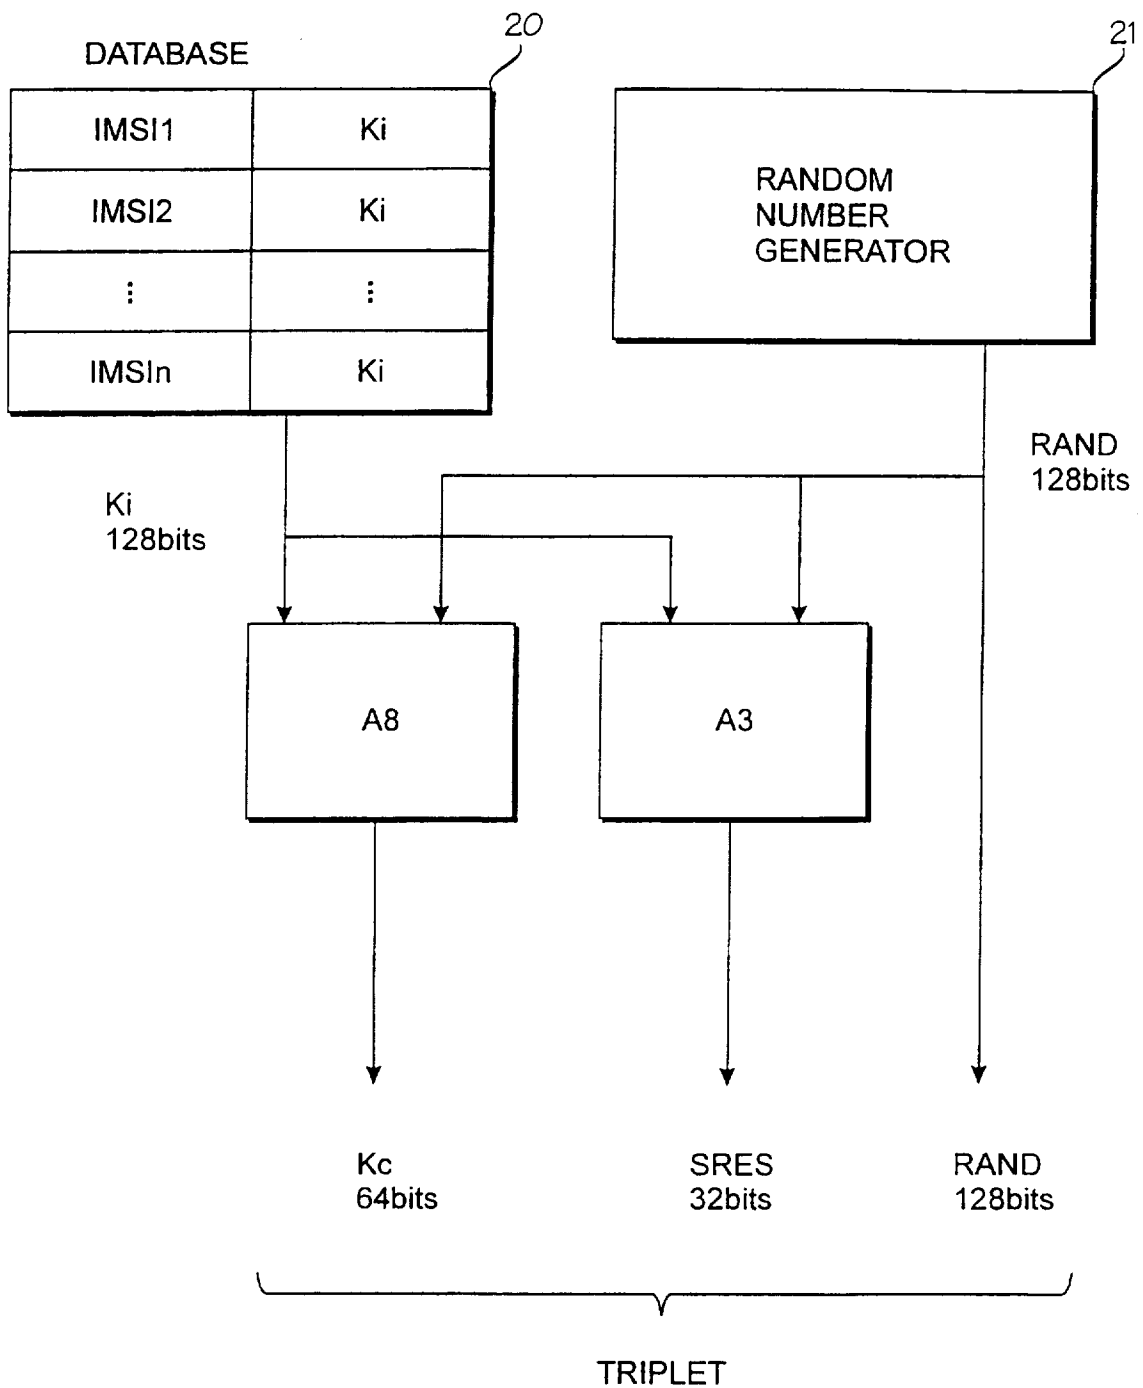 20
21
DATABASE
IMSI1 Ki
IMSI2 Ki
⋮ ⋮
IMSIn Ki
RANDOM
NUMBER
GENERATOR
RAND
128bits
Ki
128bits
A8
A3
Kc
64bits
SRES
32bits
RAND
128bits
TRIPLET